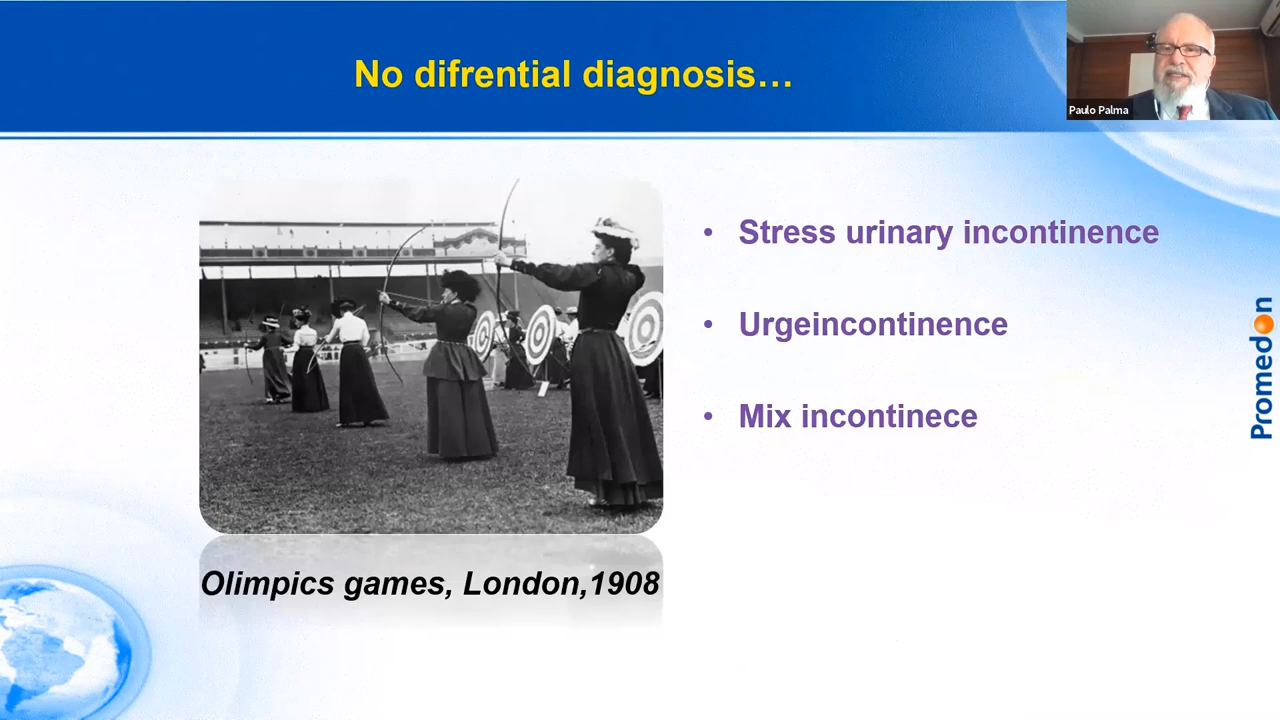 No difrential diagnosis...
Paulo Palma
• Stress urinary incontinence
• Urgeincontinence
• Mix incontinece
Promedon
Olimpics games, London,1908